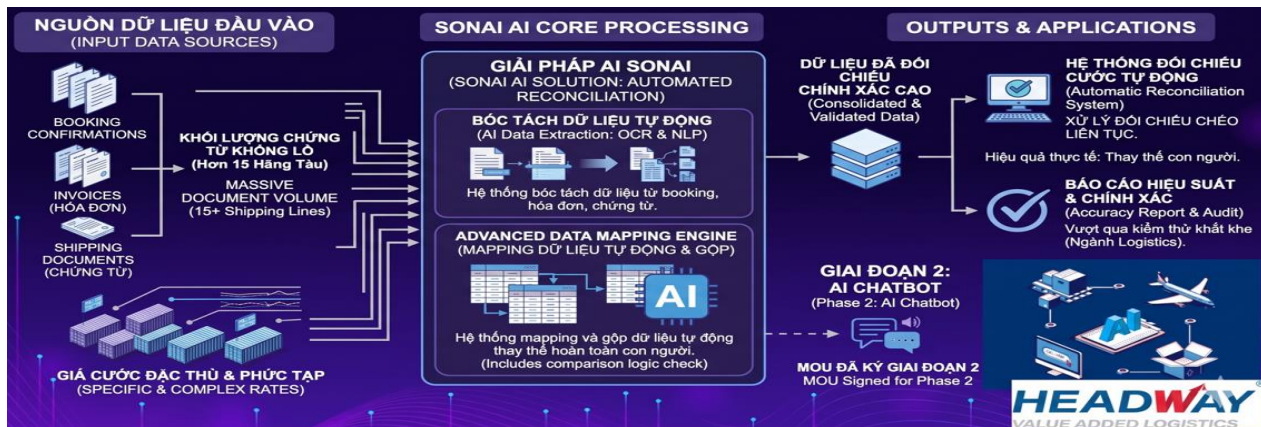 NGUỒN DỮ LIỆU ĐẦU VÀO
(INPUT DATA SOURCES)
BOOKING
CONFIRMATIONS
INVOICES
(HÓA ĐƠN)
SHIPPING
DOCUMENTS
(CHỨNG TỪ)
KHỐI LƯỢNG CHỨNG
TỪ KHỔNG LỒ
(Hơn 15 Hãng Tàu)
MASSIVE
DOCUMENT VOLUME
(15+ Shipping Lines)
GIÁ CƯỚC ĐẶC THÙ & PHỨC TẠP
(SPECIFIC & COMPLEX RATES)
SONAI AI CORE PROCESSING
GIẢI PHÁP AI SONAI
(SONAI AI SOLUTION: AUTOMATED
RECONCILIATION)
BÓC TÁCH DỮ LIỆU TỰ ĐỘNG
(AI Data Extraction: OCR & NLP)
Hệ thống bóc tách dữ liệu từ booking,
hóa đơn, chứng từ.
ADVANCED DATA MAPPING ENGINE
(MAPPING DỮ LIỆU TỰ ĐỘNG & GỘP)
AI
Hệ thống mapping và gộp dữ liệu tự động
thay thế hoàn toàn con người.
(Includes comparison logic check)
OUTPUTS & APPLICATIONS
DỮ LIỆU ĐÃ ĐỐI
CHIẾU
CHÍNH XÁC CAO
(Consolidated &
Validated Data)
HỆ THỐNG ĐỐI CHIẾU
CƯỚC TỰ ĐỘNG
(Automatic Reconciliation
System)
XỬ LÝ ĐỐI CHIẾU CHÉO
LIÊN TỤC.
Hiệu quả thực tế: Thay thế con người.
BÁO CÁO HIỆU SUẤT
& CHÍNH XÁC
(Accuracy Report & Audit)
Vượt qua kiểm thử khắt khe
(Ngành Logistics).
GIAI ĐOẠN 2:
AI CHATBOT
(Phase 2: AI Chatbot)
MOU ĐÃ KÝ GIAI ĐOẠN 2
MOU Signed for Phase 2
AI
HEADWAY
VALUE ADDED LOGISTICS